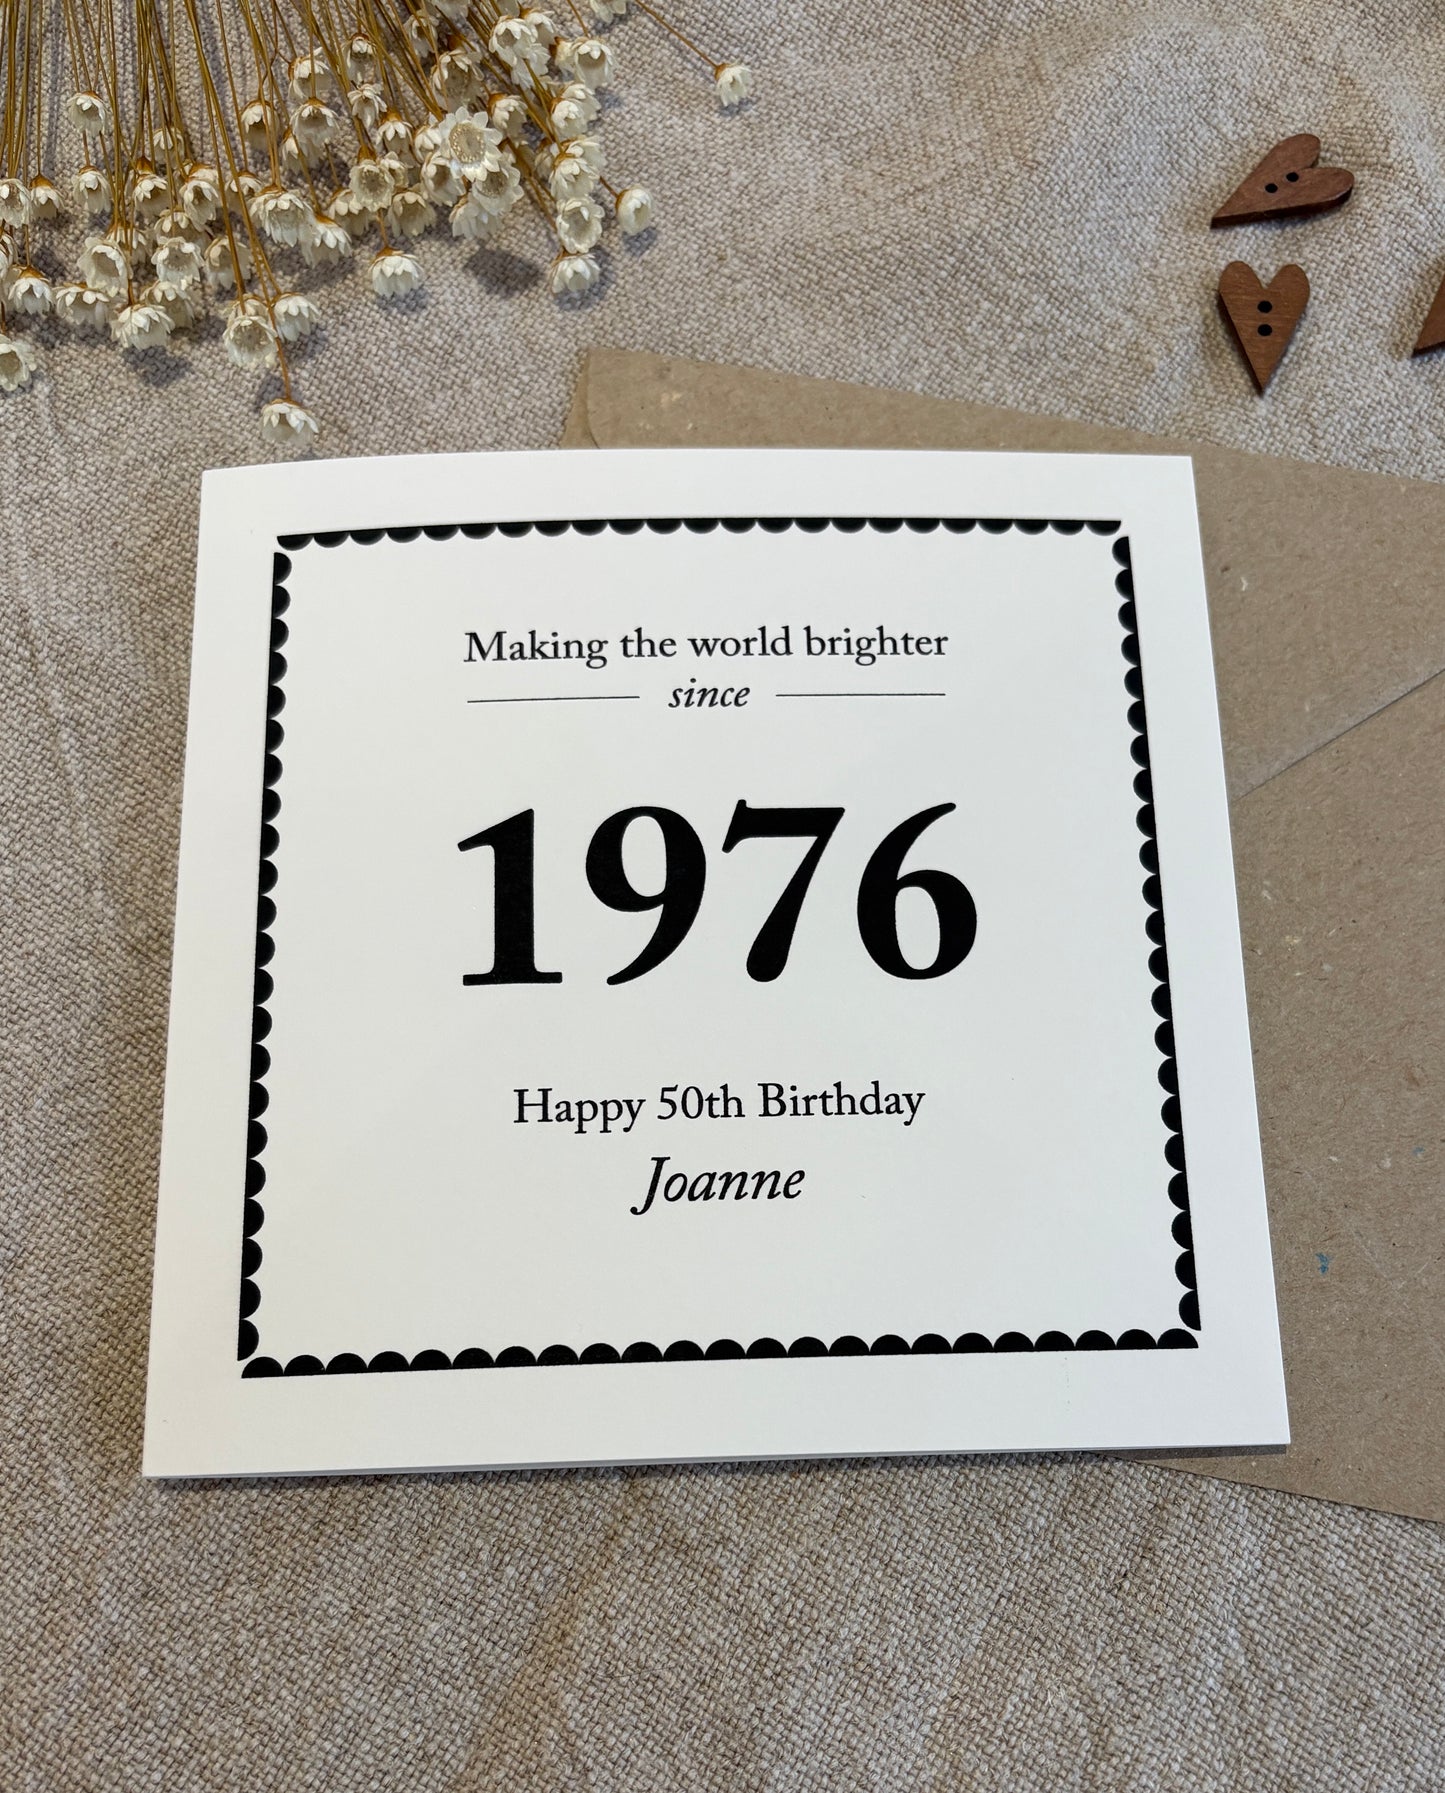 Making the world brighter
since
1976
Happy 50th Birthday
Joanne